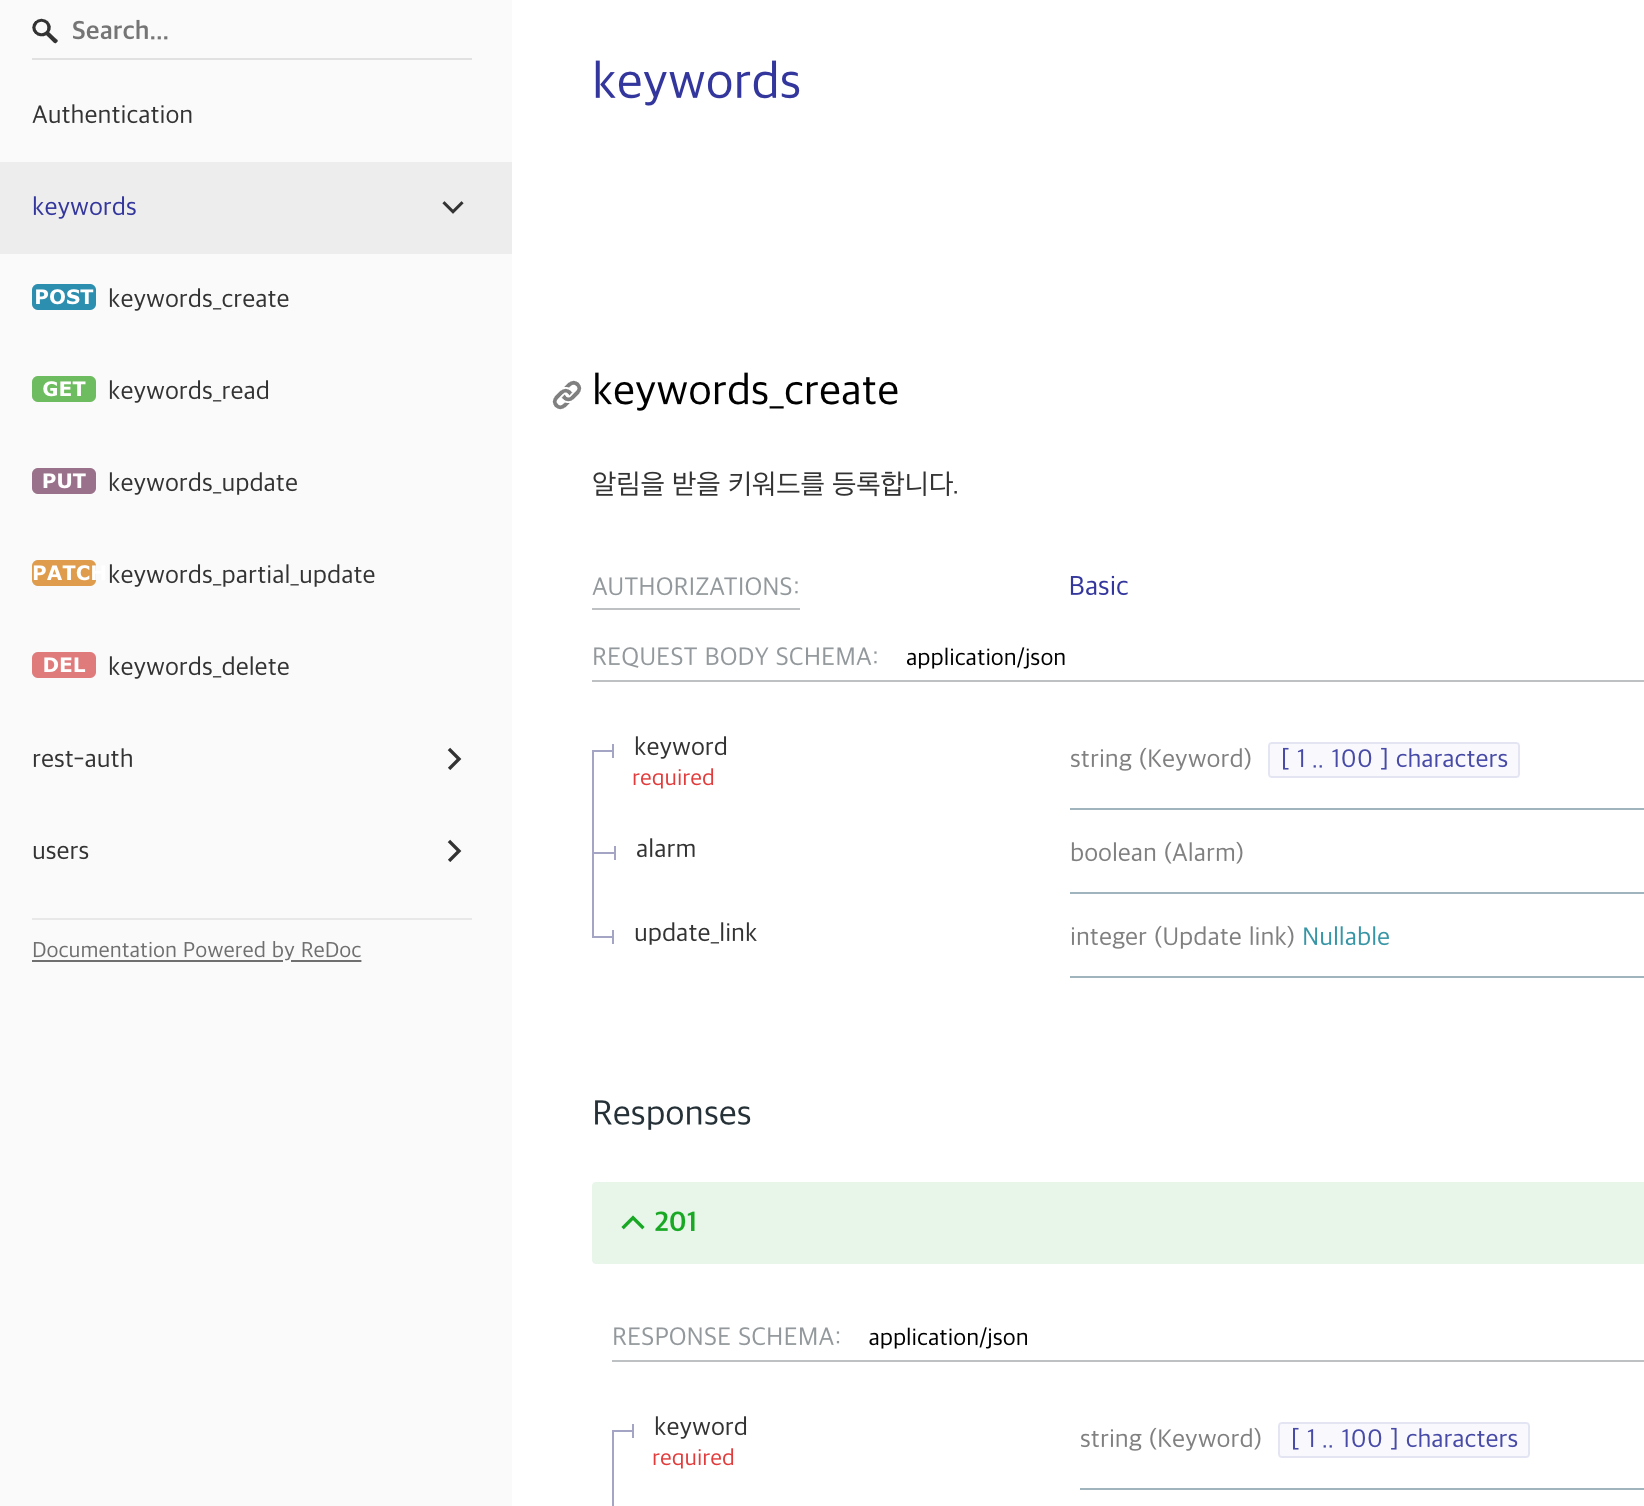 Search...
Authentication
keywords
POST keywords_create
GET keywords_read
PUT keywords_update
PATCH keywords_partial_update
DEL keywords_delete
rest-auth
users
Documentation Powered by ReDoc
keywords
keywords_create
알림을 받을 키워드를 등록합니다.
AUTHORIZATIONS: Basic
REQUEST BODY SCHEMA: application/json
keyword
required
string (Keyword) [ 1 .. 100 ] characters
alarm
boolean (Alarm)
update_link
integer (Update link) Nullable
Responses
201
RESPONSE SCHEMA: application/json
keyword
required
string (Keyword) [ 1 .. 100 ] characters